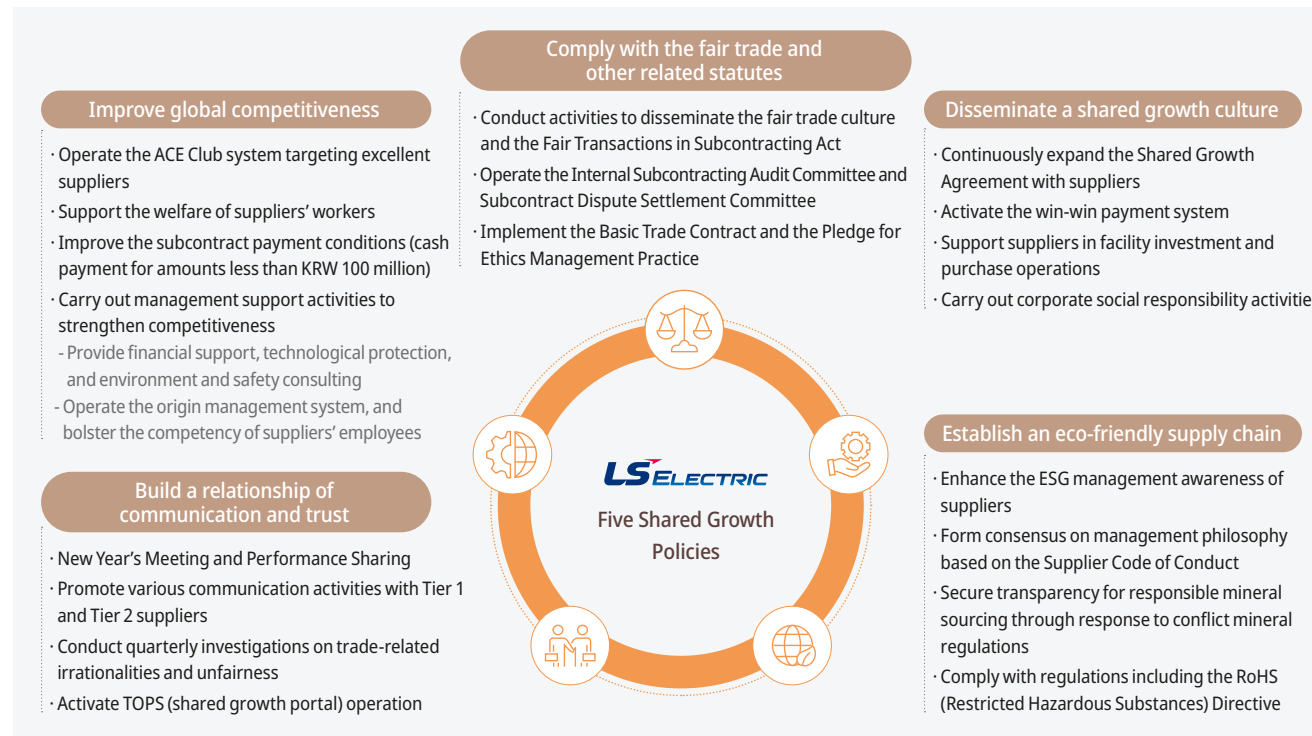 Comply with the fair trade and
other related statutes
· Conduct activities to disseminate the fair trade culture
and the Fair Transactions in Subcontracting Act
· Operate the Internal Subcontracting Audit Committee and
Subcontract Dispute Settlement Committee
· Implement the Basic Trade Contract and the Pledge for
Ethics Management Practice
Improve global competitiveness
· Operate the ACE Club system targeting excellent
suppliers
· Support the welfare of suppliers’ workers
· Improve the subcontract payment conditions (cash
payment for amounts less than KRW 100 million)
· Carry out management support activities to
strengthen competitiveness
- Provide financial support, technological protection,
and environment and safety consulting
- Operate the origin management system, and
bolster the competency of suppliers’ employees
Disseminate a shared growth culture
· Continuously expand the Shared Growth
Agreement with suppliers
· Activate the win-win payment system
· Support suppliers in facility investment and
purchase operations
· Carry out corporate social responsibility activitie
Build a relationship of
communication and trust
· New Year’s Meeting and Performance Sharing
· Promote various communication activities with Tier 1
and Tier 2 suppliers
· Conduct quarterly investigations on trade-related
irrationalities and unfairness
· Activate TOPS (shared growth portal) operation
LS ELECTRIC
Five Shared Growth
Policies
Establish an eco-friendly supply chain
· Enhance the ESG management awareness of
suppliers
· Form consensus on management philosophy
based on the Supplier Code of Conduct
· Secure transparency for responsible mineral
sourcing through response to conflict mineral
regulations
· Comply with regulations including the RoHS
(Restricted Hazardous Substances) Directive